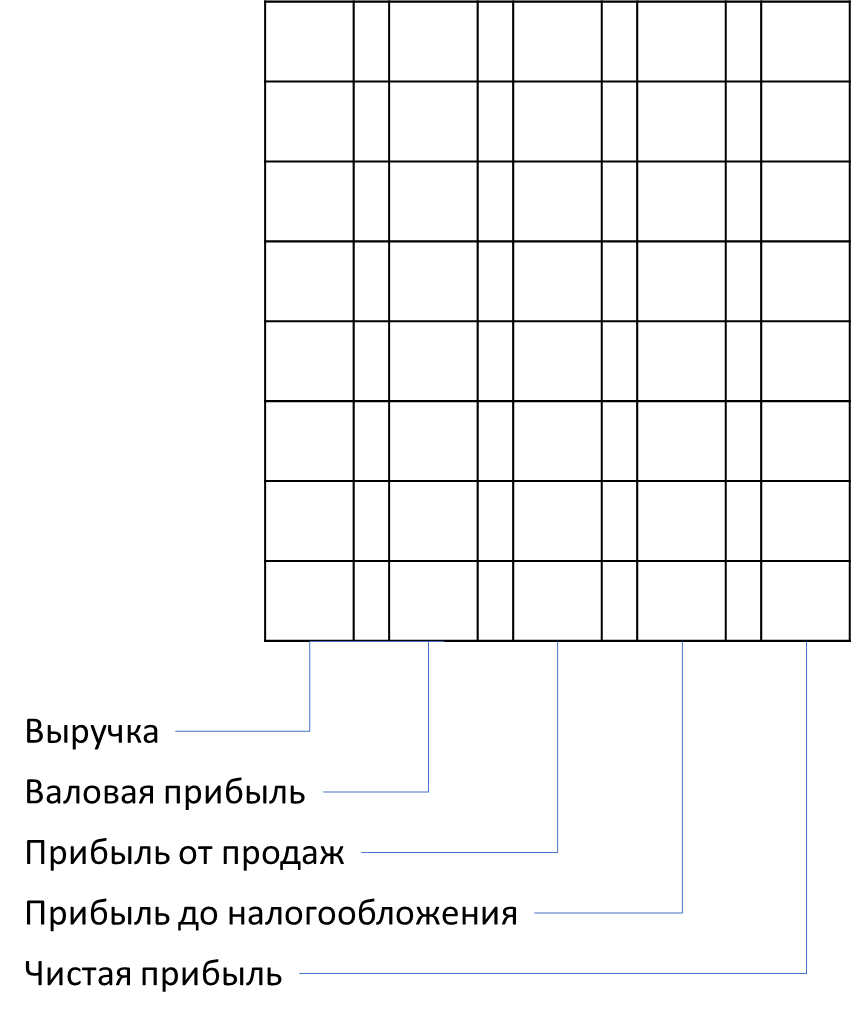 Выручка
Валовая прибыль
Прибыль от продаж
Прибыль до налогообложения
Чистая прибыль